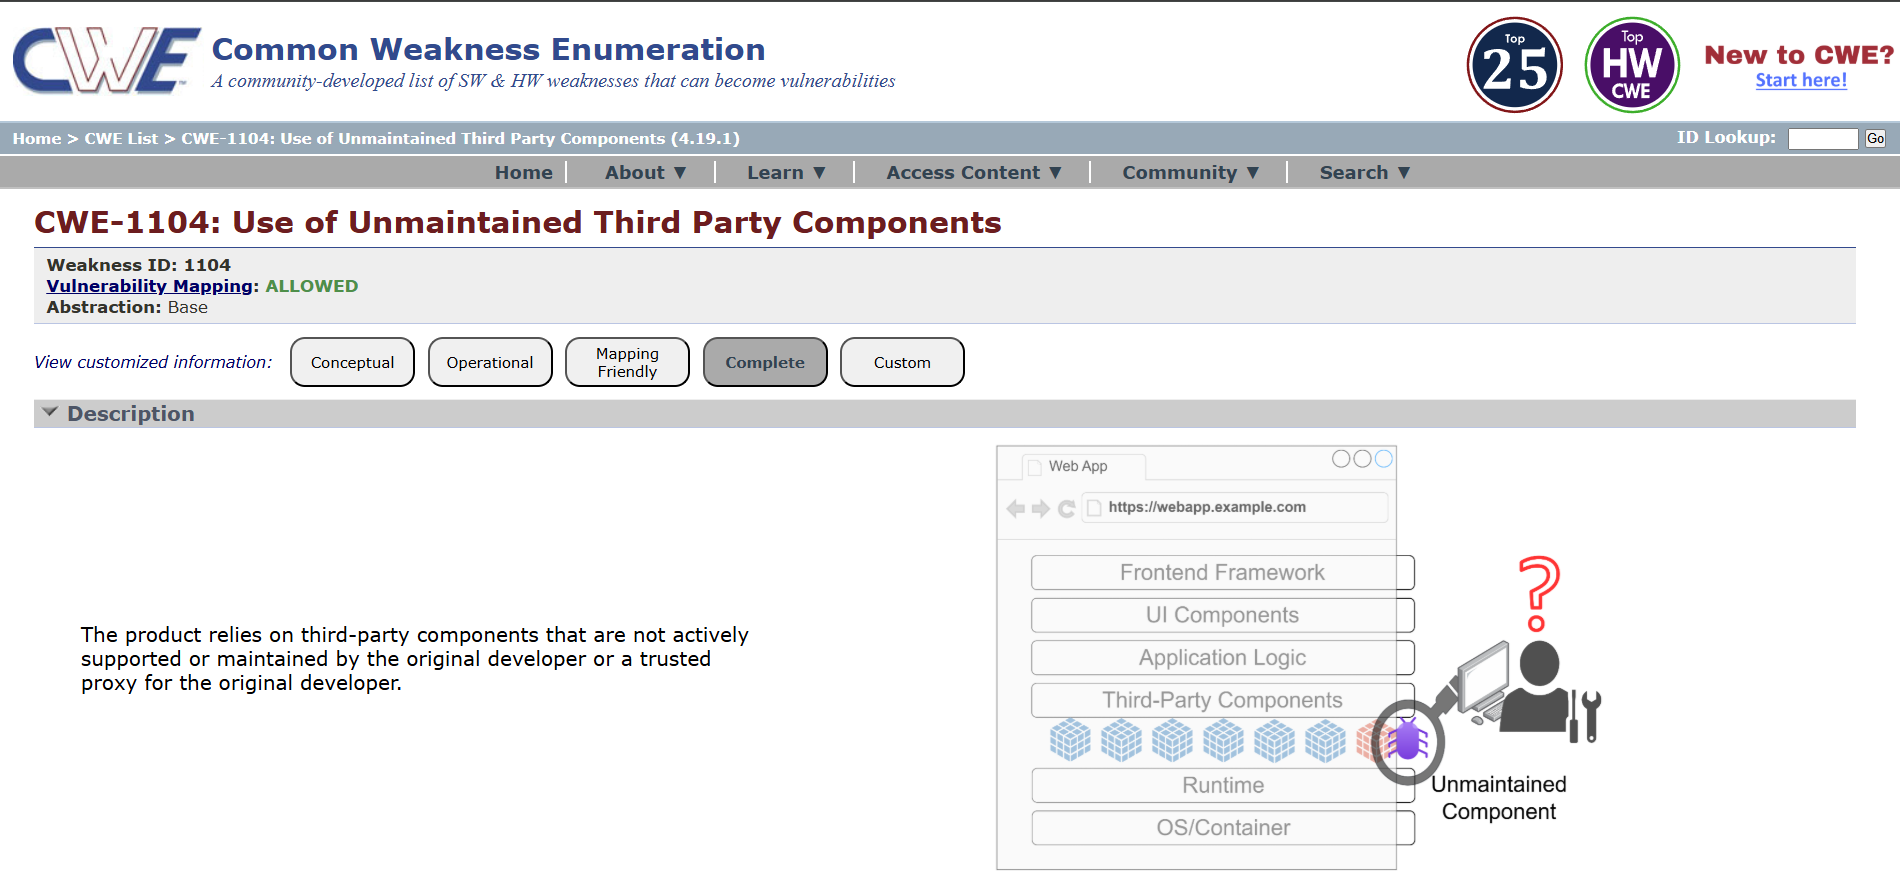 CWE™
Common Weakness Enumeration
A community-developed list of SW & HW weaknesses that can become vulnerabilities
Top
25
Top
HW
CWE
New to CWE?
Start here!
Home > CWE List > CWE-1104: Use of Unmaintained Third Party Components (4.19.1)
ID Lookup:
Go
Home
About ▼
Learn ▼
Access Content ▼
Community ▼
Search ▼
CWE-1104: Use of Unmaintained Third Party Components
Weakness ID: 1104
Vulnerability Mapping: ALLOWED
Abstraction: Base
View customized information:
Conceptual
Operational
Mapping
Friendly
Complete
Custom
Description
The product relies on third-party components that are not actively
supported or maintained by the original developer or a trusted
proxy for the original developer.
Web App
https://webapp.example.com
Frontend Framework
UI Components
Application Logic
Third-Party Components
Runtime
OS/Container
?
Unmaintained
Component